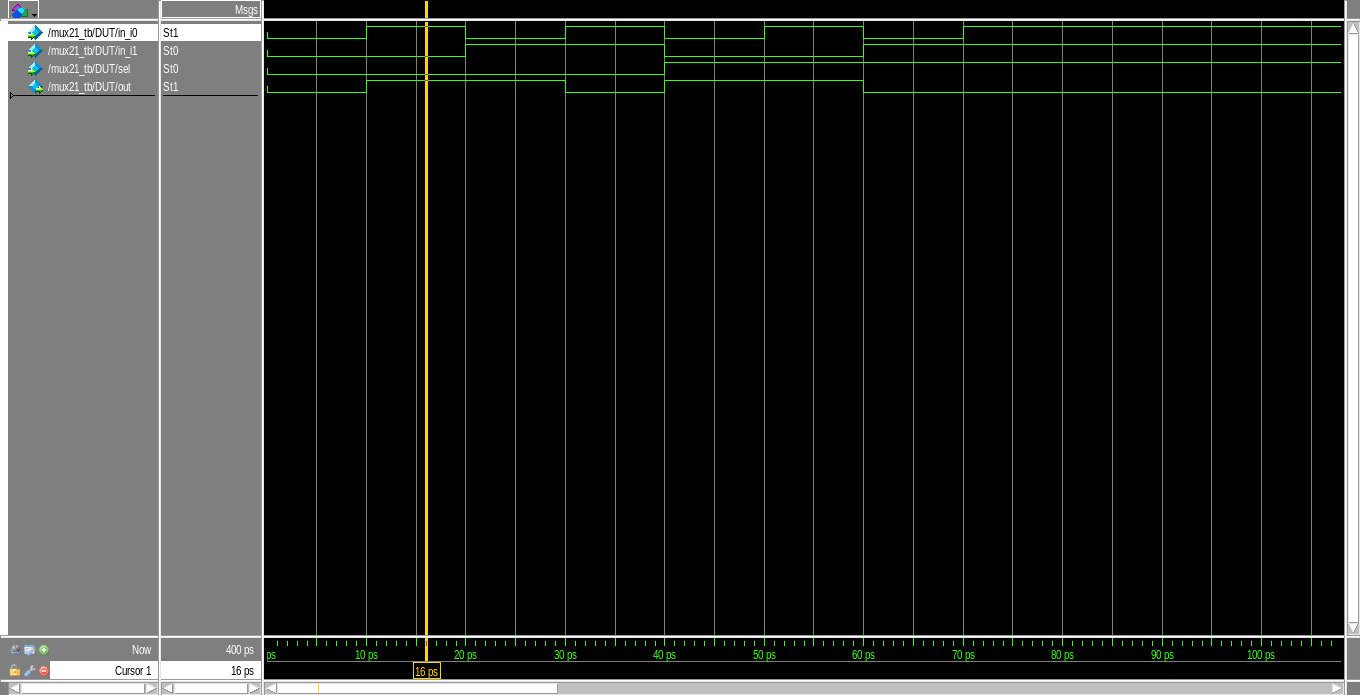 Msgs
/mux21_tb/DUT/in_i0 St1
/mux21_tb/DUT/in_i1 St0
/mux21_tb/DUT/sel St0
/mux21_tb/DUT/out St1
Now 400 ps ps 10 ps 20 ps 30 ps 40 ps 50 ps 60 ps 70 ps 80 ps 90 ps 100 ps
Cursor 1 16 ps 16 ps